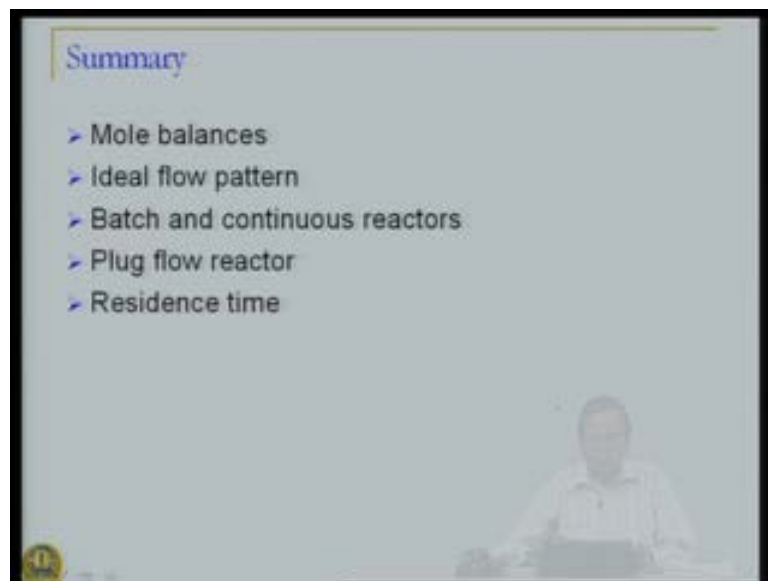 Summary
Mole balances
Ideal flow pattern
Batch and continuous reactors
Plug flow reactor
Residence time